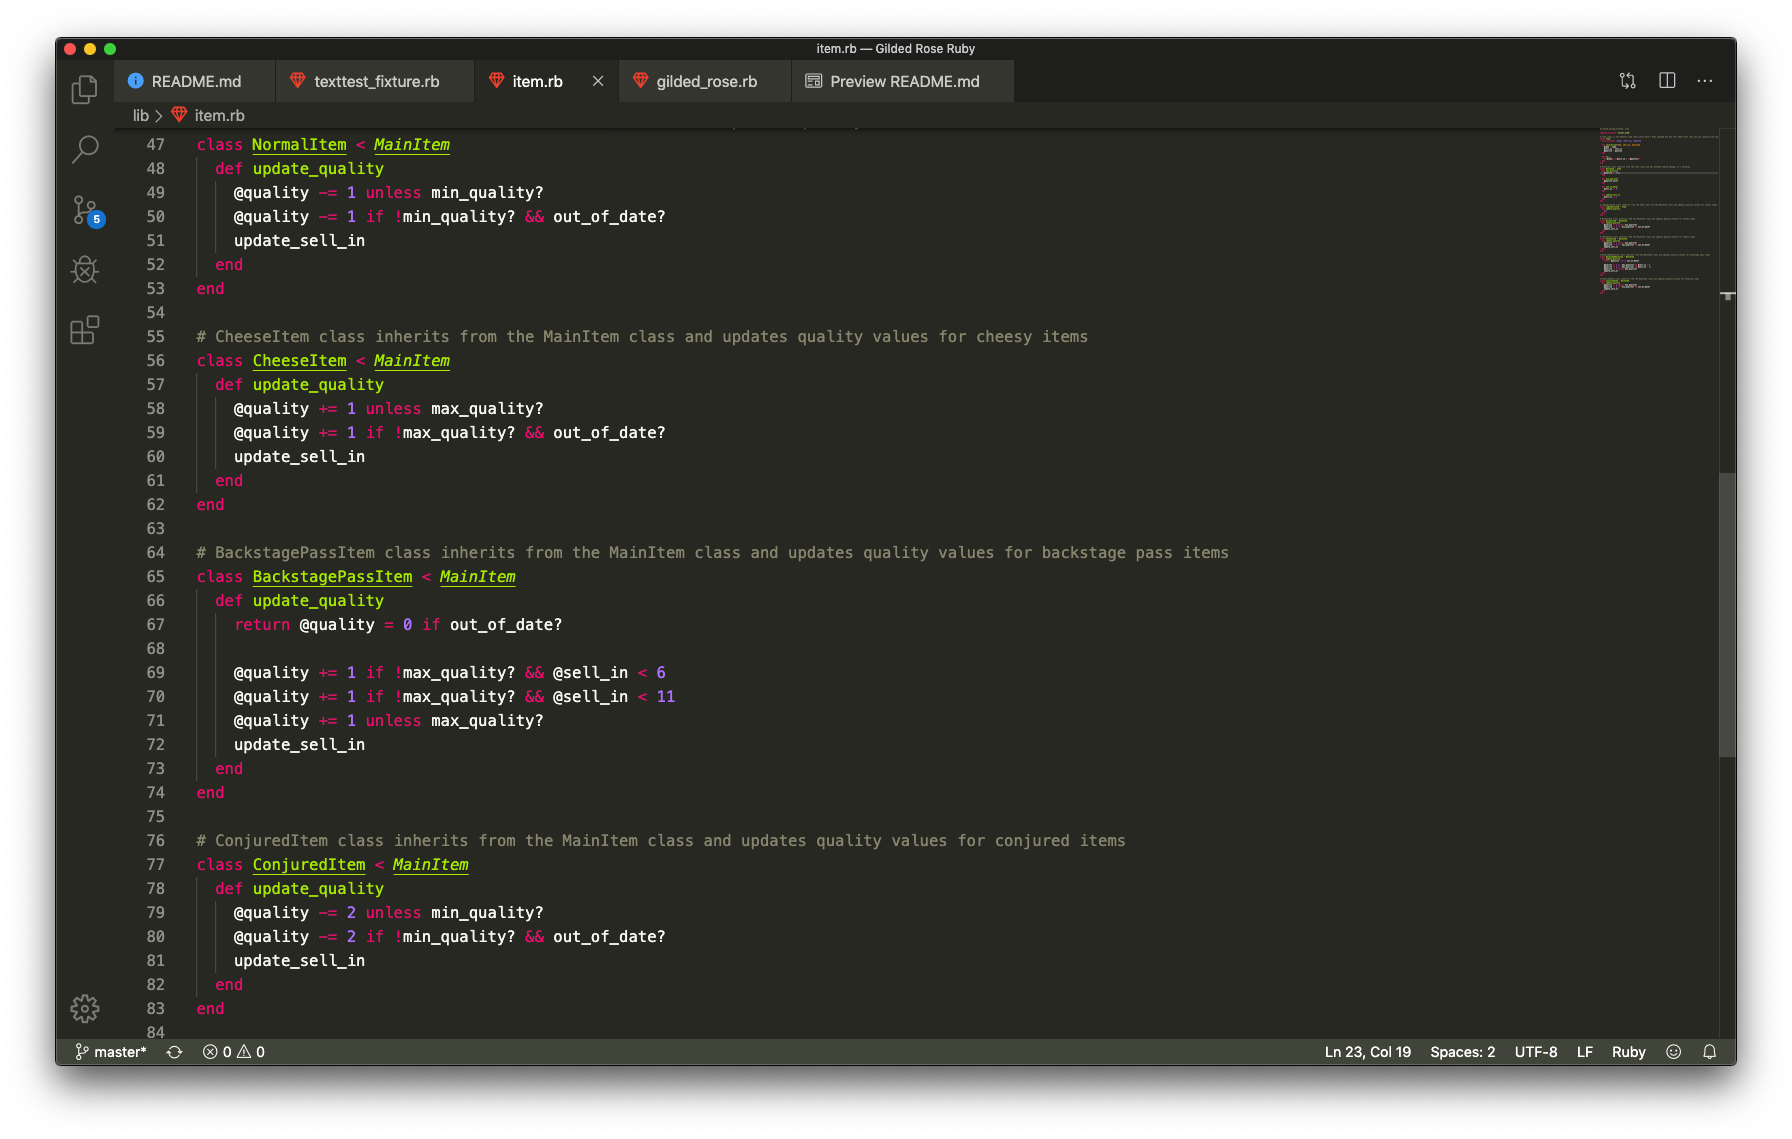 item.rb — Gilded Rose Ruby
README.md texttest_fixture.rb item.rb gilded_rose.rb Preview README.md
lib item.rb
47 class NormalItem < MainItem
48 def update_quality
49 @quality -= 1 unless min_quality?
50 @quality -= 1 if !min_quality? && out_of_date?
51 update_sell_in
52 end
53 end
54
55 # CheeseItem class inherits from the MainItem class and updates quality values for cheesy items
56 class CheeseItem < MainItem
57 def update_quality
58 @quality += 1 unless max_quality?
59 @quality += 1 if !max_quality? && out_of_date?
60 update_sell_in
61 end
62 end
63
64 # BackstagePassItem class inherits from the MainItem class and updates quality values for backstage pass items
65 class BackstagePassItem < MainItem
66 def update_quality
67 return @quality = 0 if out_of_date?
68
69 @quality += 1 if !max_quality? && @sell_in < 6
70 @quality += 1 if !max_quality? && @sell_in < 11
71 @quality += 1 unless max_quality?
72 update_sell_in
73 end
74 end
75
76 # ConjuredItem class inherits from the MainItem class and updates quality values for conjured items
77 class ConjuredItem < MainItem
78 def update_quality
79 @quality -= 2 unless min_quality?
80 @quality -= 2 if !min_quality? && out_of_date?
81 update_sell_in
82 end
83 end
84
5
master* 0 0 Ln 23, Col 19 Spaces: 2 UTF-8 LF Ruby